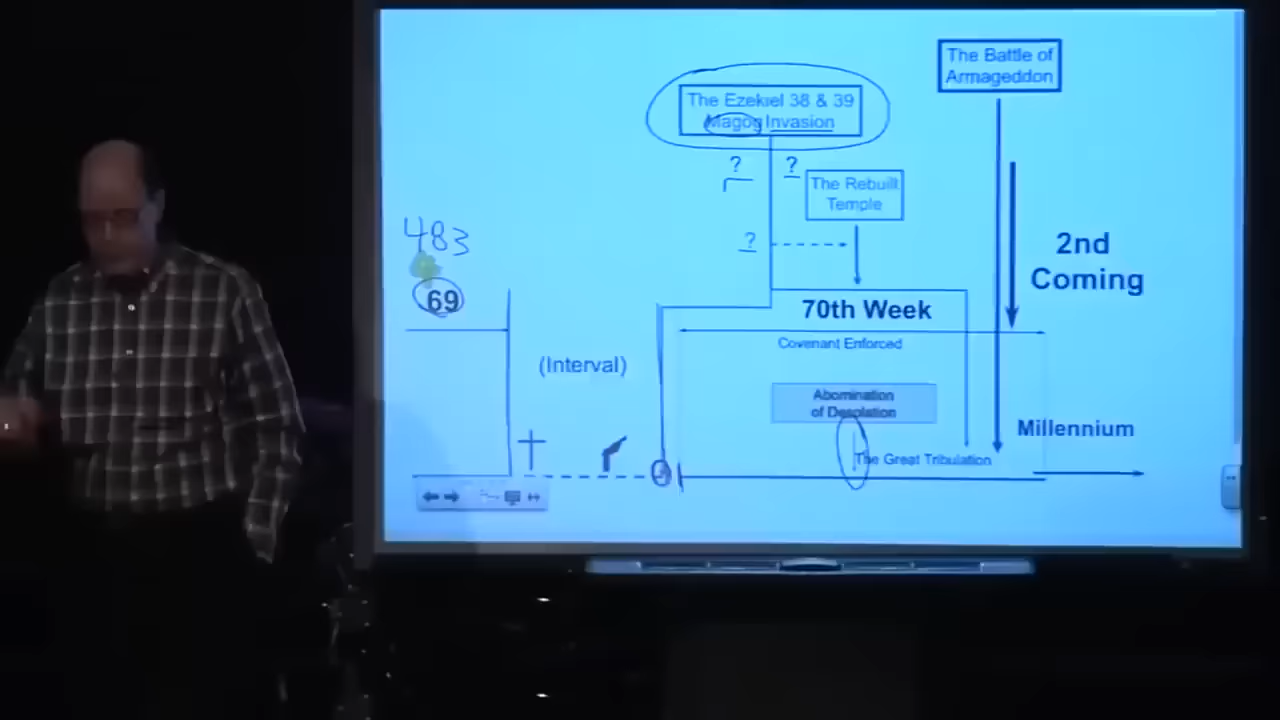 The Battle of
Armageddon
The Ezekiel 38 & 39
Magog Invasion
?
?
The Rebuilt
Temple
483
?
2nd
Coming
69
70th Week
Covenant Enforced
(Interval)
Abomination
of Desolation
Millennium
The Great Tribulation